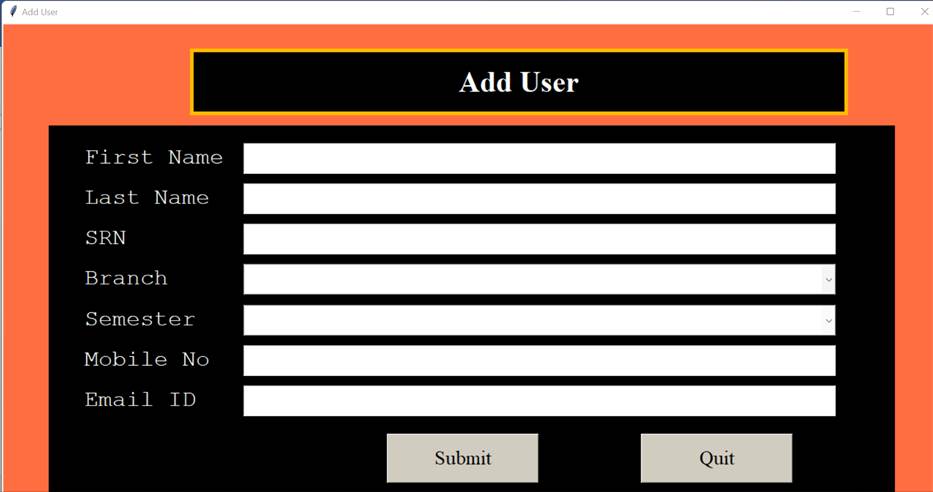 Add User
Add User
First Name
Last Name
SRN
Branch
Semester
Mobile No
Email ID
Submit Quit